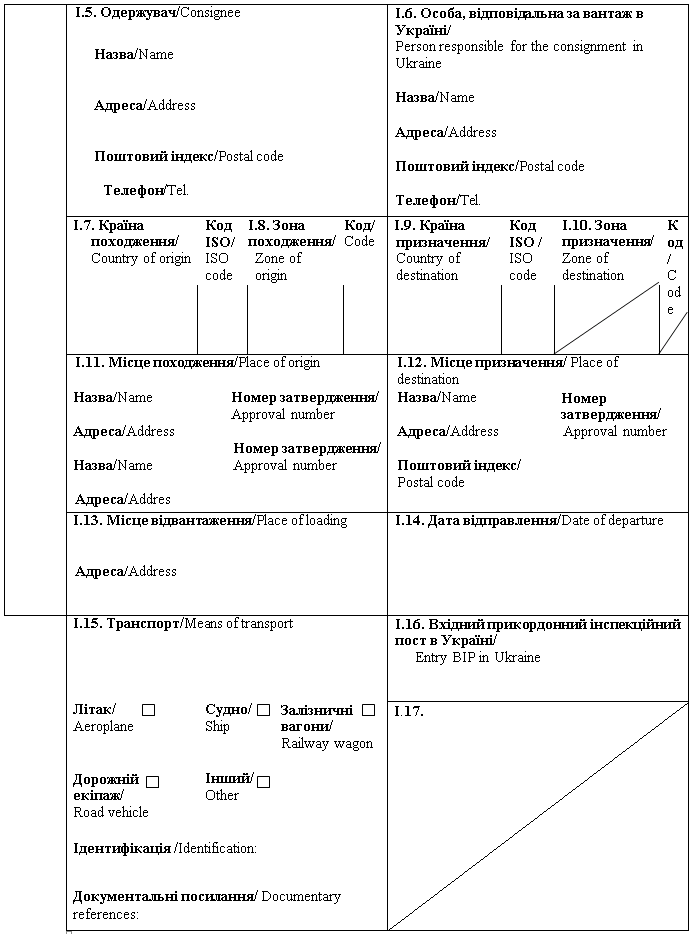 I.5. Одержувач/Consignee
Назва/Name
Адреса/Address
Поштовий індекс/Postal code
Телефон/Tel.
I.6. Особа, відповідальна за вантаж в
Україні/
Person responsible for the consignment in
Ukraine
Назва/Name
Адреса/Address
Поштовий індекс/Postal code
Телефон/Tel.
I.7. Країна
походження/
Country of origin
Код
ISO/
ISO
code
I.8. Зона
походження/
Zone of
origin
Код/
Code
I.9. Країна
призначення/
Country of
destination
Код
ISO /
ISO
code
I.10. Зона
призначення/
Zone of
destination
К
од
/
C
od
e
I.11. Місце походження/Place of origin
Назва/Name
Номер затвердження/
Approval number
Адреса/Address
Номер затвердження/
Назва/Name
Approval number
Адреса/Addres
I.12. Місце призначення/ Place of
destination
Назва/Name
Номер
затвердження/
Адреса/Address
Approval number
Поштовий індекс/
Postal code
I.13. Місце відвантаження/Place of loading
Адреса/Address
I.14. Дата відправлення/Date of departure
I.15. Транспорт/Means of transport
Літак/
Aeroplane
Судно/
Ship
Залізничні
вагони/
Railway wagon
Дорожній
екіпаж/
Road vehicle
Інший/
Other
Ідентифікація /Identification:
Документальні посилання/ Documentary
references:
I.16. Вхідний прикордонний інспекційний
пост в Україні/
Entry BIP in Ukraine
I.17.